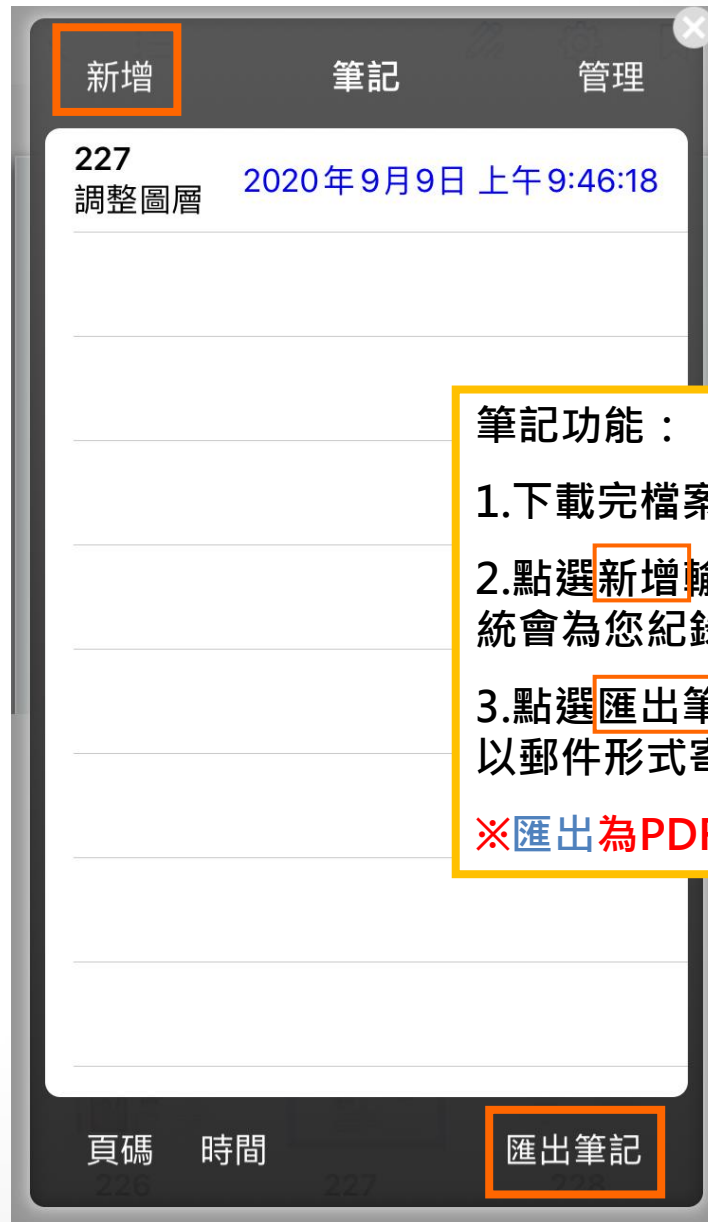 新增 筆記 管理
227
調整圖層 2020年9月9日 上午9:46:18
筆記功能：
1.下載完檔案
2.點選新增輸
統會為您紀錄
3.點選匯出筆
以郵件形式寄
※匯出為PDF
頁碼 時間 匯出筆記
226 227 228